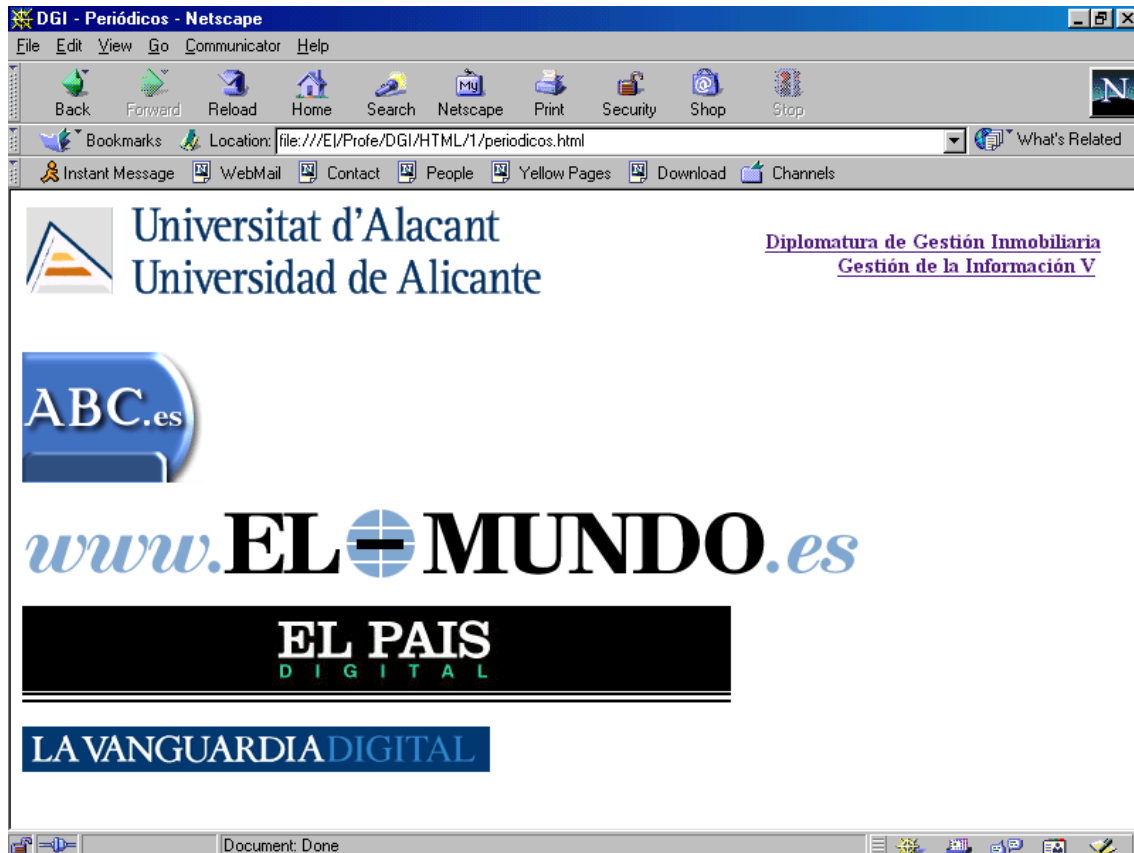 DGI - Periódicos - Netscape
File Edit View Go Communicator Help
My
N
Back Forward Reload Home Search Netscape Print Security Shop Stop
Bookmarks Location: file:///E|/Profe/DGI/HTML/1/periodicos.html What's Related
Instant Message WebMail Contact People Yellow Pages Download Channels
Universitat d'Alacant
Universidad de Alicante
Diplomatura de Gestión Inmobiliaria
Gestión de la Información V
ABC.es
www.EL MUNDO.es
EL PAIS
DIGITAL
LA VANGUARDIA DIGITAL
Document: Done